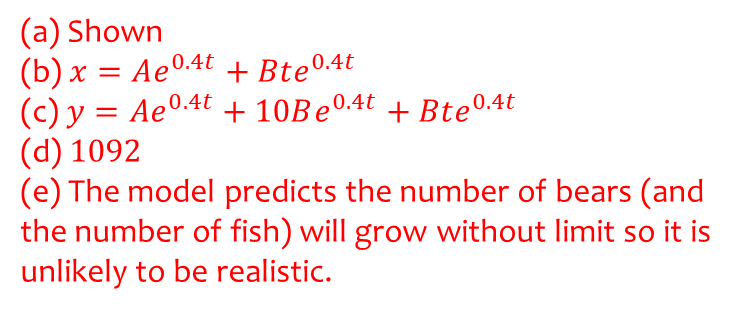 (a) Shown
(b) x = Ae^{0.4t} + Bte^{0.4t}
(c) y = Ae^{0.4t} + 10Be^{0.4t} + Bte^{0.4t}
(d) 1092
(e) The model predicts the number of bears (and
the number of fish) will grow without limit so it is
unlikely to be realistic.